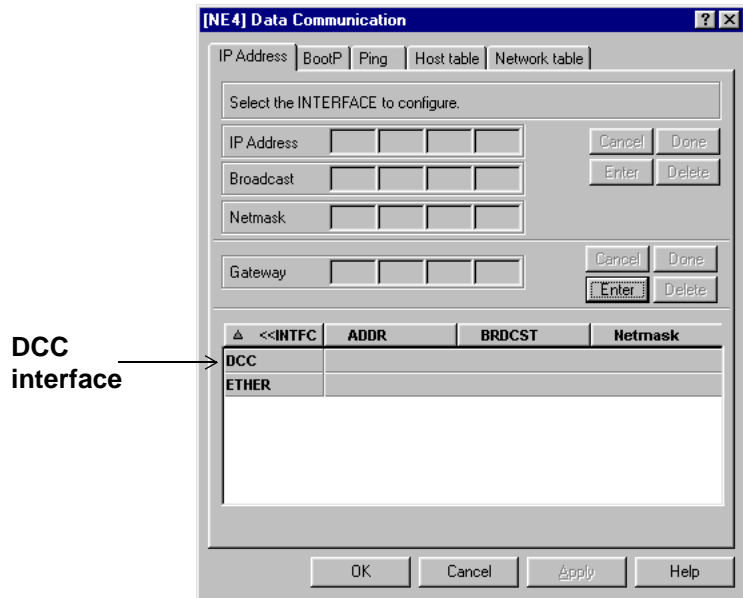 [NE4] Data Communication
IP Address BootP Ping Host table Network table
Select the INTERFACE to configure.
IP Address
Cancel Done
Broadcast
Enter Delete
Netmask
Gateway
Cancel Done
Enter Delete
<<INTFC ADDR BRDCST Netmask
DCC
ETHER
DCC
interface
OK Cancel Apply Help